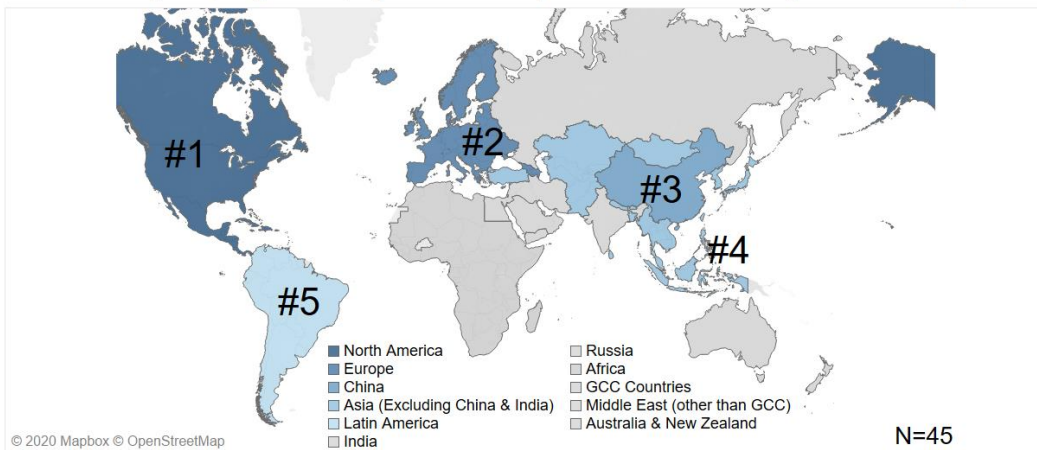 #1
#2
#3
#4
#5
North America
Europe
China
Asia (Excluding China & India)
Latin America
India
Russia
Africa
GCC Countries
Middle East (other than GCC)
Australia & New Zealand
© 2020 Mapbox © OpenStreetMap
N=45